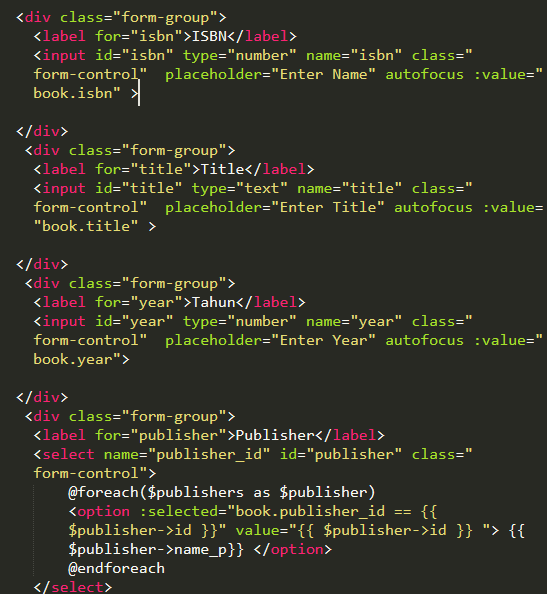 <div class="form-group">
<label for="isbn">ISBN</label>
<input id="isbn" type="number" name="isbn" class="
form-control"  placeholder="Enter Name" autofocus :value="
book.isbn" >
</div>
<div class="form-group">
<label for="title">Title</label>
<input id="title" type="text" name="title" class="
form-control"  placeholder="Enter Title" autofocus :value=
"book.title" >
</div>
<div class="form-group">
<label for="year">Tahun</label>
<input id="year" type="number" name="year" class="
form-control"  placeholder="Enter Year" autofocus :value="
book.year">
</div>
<div class="form-group">
<label for="publisher">Publisher</label>
<select name="publisher_id" id="publisher" class="
form-control">
@foreach($publishers as $publisher)
<option :selected="book.publisher_id == {{
$publisher->id }}" value="{{ $publisher->id }} "> {{
$publisher->name_p}} </option>
@endforeach
</select>